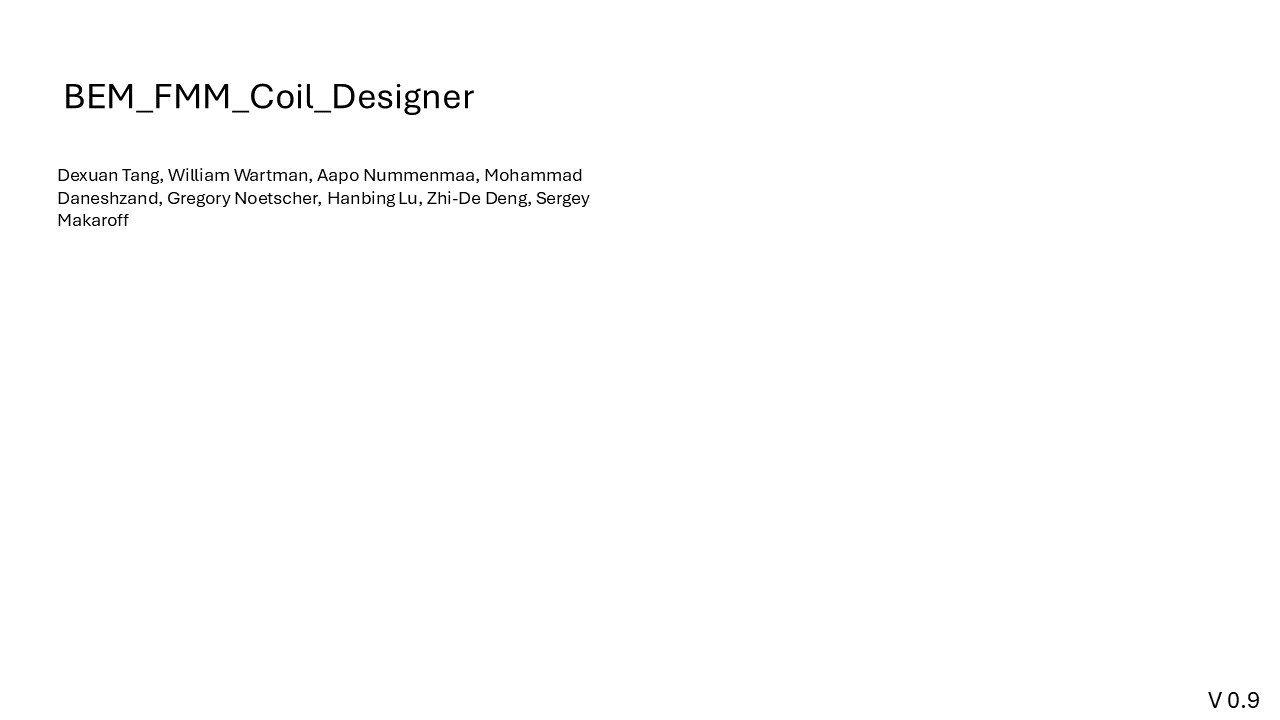 BEM_FMM_Coil_Designer
Dexuan Tang, William Wartman, Aapo Nummenmaa, Mohammad
Daneshzand, Gregory Noetscher, Hanbing Lu, Zhi-De Deng, Sergey
Makaroff
V 0.9